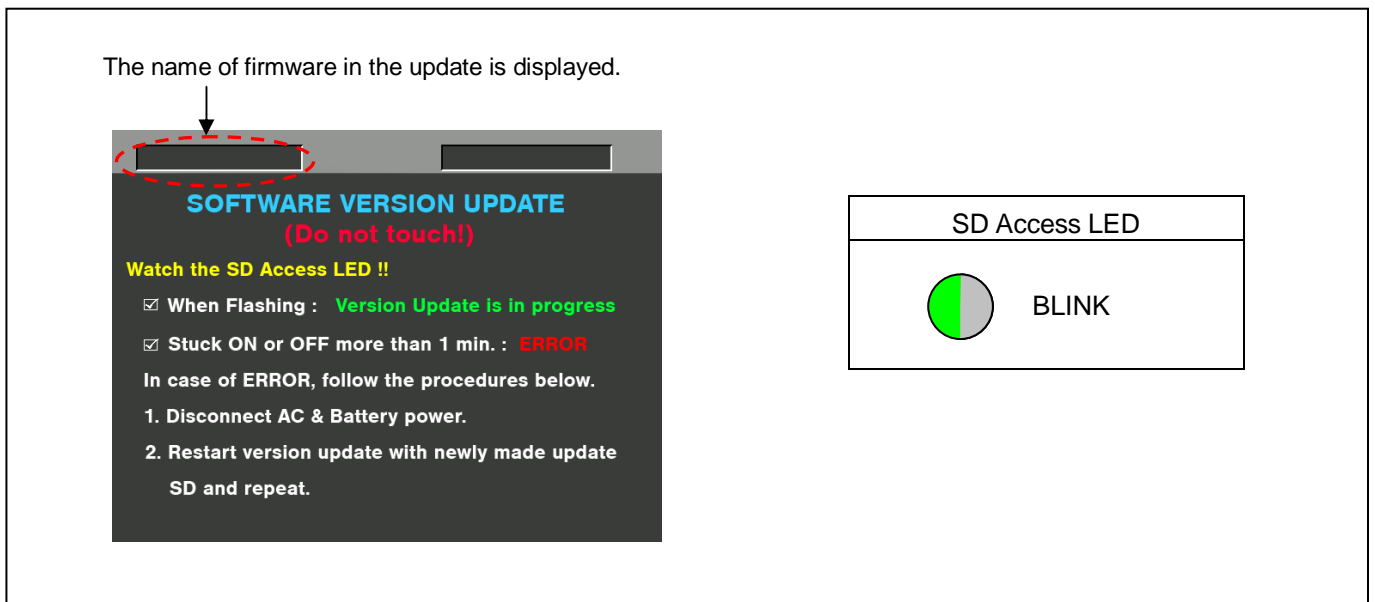 The name of firmware in the update is displayed.
SOFTWARE VERSION UPDATE
(Do not touch!)
Watch the SD Access LED !!
☑ When Flashing : Version Update is in progress
☑ Stuck ON or OFF more than 1 min. : ERROR
In case of ERROR, follow the procedures below.
1. Disconnect AC & Battery power.
2. Restart version update with newly made update
SD and repeat.
SD Access LED
BLINK